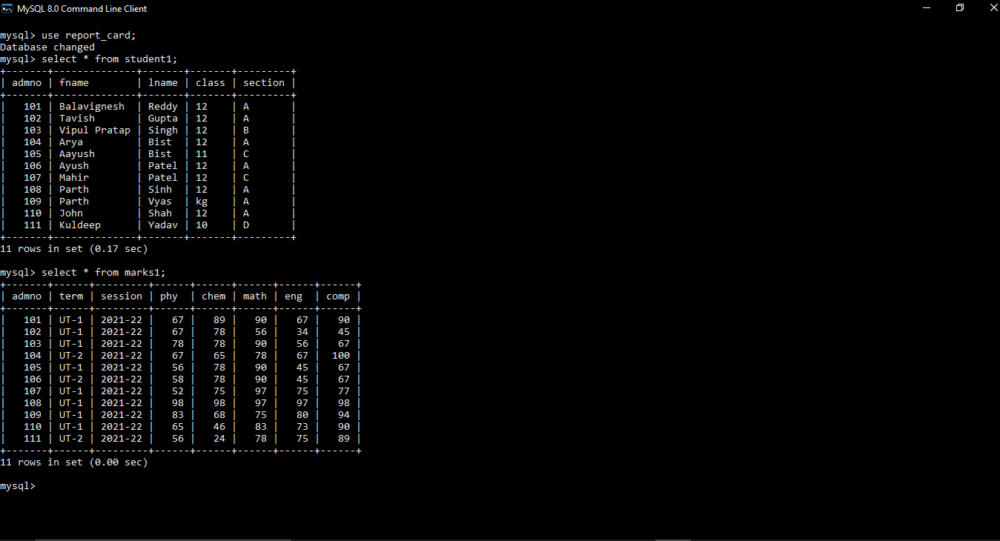 MySQL 8.0 Command Line Client
mysql> use report_card;
Database changed
mysql> select * from student1;
+-------+--------------+-------+-------+---------+
| admno | fname        | lname | class | section |
+-------+--------------+-------+-------+---------+
|   101 | Balavignesh  | Reddy | 12    | A       |
|   102 | Tavish       | Gupta | 12    | A       |
|   103 | Vipul Pratap | Singh | 12    | B       |
|   104 | Arya         | Bist  | 12    | A       |
|   105 | Aayush       | Bist  | 11    | C       |
|   106 | Ayush        | Patel | 12    | A       |
|   107 | Mahir        | Patel | 12    | C       |
|   108 | Parth        | Sinh  | 12    | A       |
|   109 | Parth        | Vyas  | kg    | A       |
|   110 | John         | Shah  | 12    | A       |
|   111 | Kuldeep      | Yadav | 10    | D       |
+-------+--------------+-------+-------+---------+
11 rows in set (0.17 sec)
mysql> select * from marks1;
+-------+------+---------+------+------+------+------+------+
| admno | term | session | phy  | chem | math | eng  | comp |
+-------+------+---------+------+------+------+------+------+
|   101 | UT-1 | 2021-22 |   67 |   89 |   90 |   67 |   90 |
|   102 | UT-1 | 2021-22 |   67 |   78 |   56 |   34 |   45 |
|   103 | UT-1 | 2021-22 |   78 |   78 |   90 |   56 |   67 |
|   104 | UT-2 | 2021-22 |   67 |   65 |   78 |   67 |  100 |
|   105 | UT-1 | 2021-22 |   56 |   78 |   90 |   45 |   67 |
|   106 | UT-2 | 2021-22 |   58 |   78 |   90 |   45 |   67 |
|   107 | UT-1 | 2021-22 |   52 |   75 |   97 |   75 |   77 |
|   108 | UT-1 | 2021-22 |   98 |   98 |   97 |   97 |   98 |
|   109 | UT-1 | 2021-22 |   83 |   68 |   75 |   80 |   94 |
|   110 | UT-1 | 2021-22 |   65 |   46 |   83 |   73 |   90 |
|   111 | UT-2 | 2021-22 |   56 |   24 |   78 |   75 |   89 |
+-------+------+---------+------+------+------+------+------+
11 rows in set (0.00 sec)
mysql>